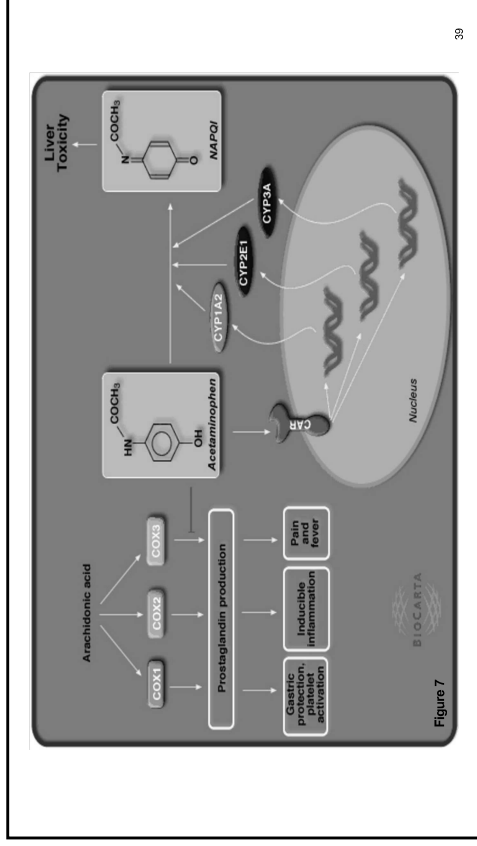 Arachidonic acid
COX1
COX2
COX3
Prostaglandin production
Gastric
protection,
platelet
activation
Inducible
inflammation
Pain
and
fever
HN
COCH₃
OH
Acetaminophen
CAR
CYP1A2
CYP2E1
CYP3A
Nucleus
Liver
Toxicity
COCH₃
N
O
NAPQI
BIOCARTA
Figure 7
39